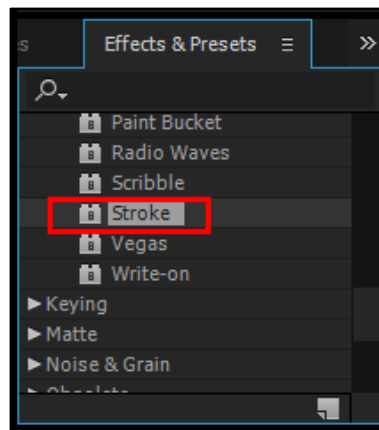 s Effects & Presets
Paint Bucket
Radio Waves
Scribble
Stroke
Vegas
Write-on
Keying
Matte
Noise & Grain